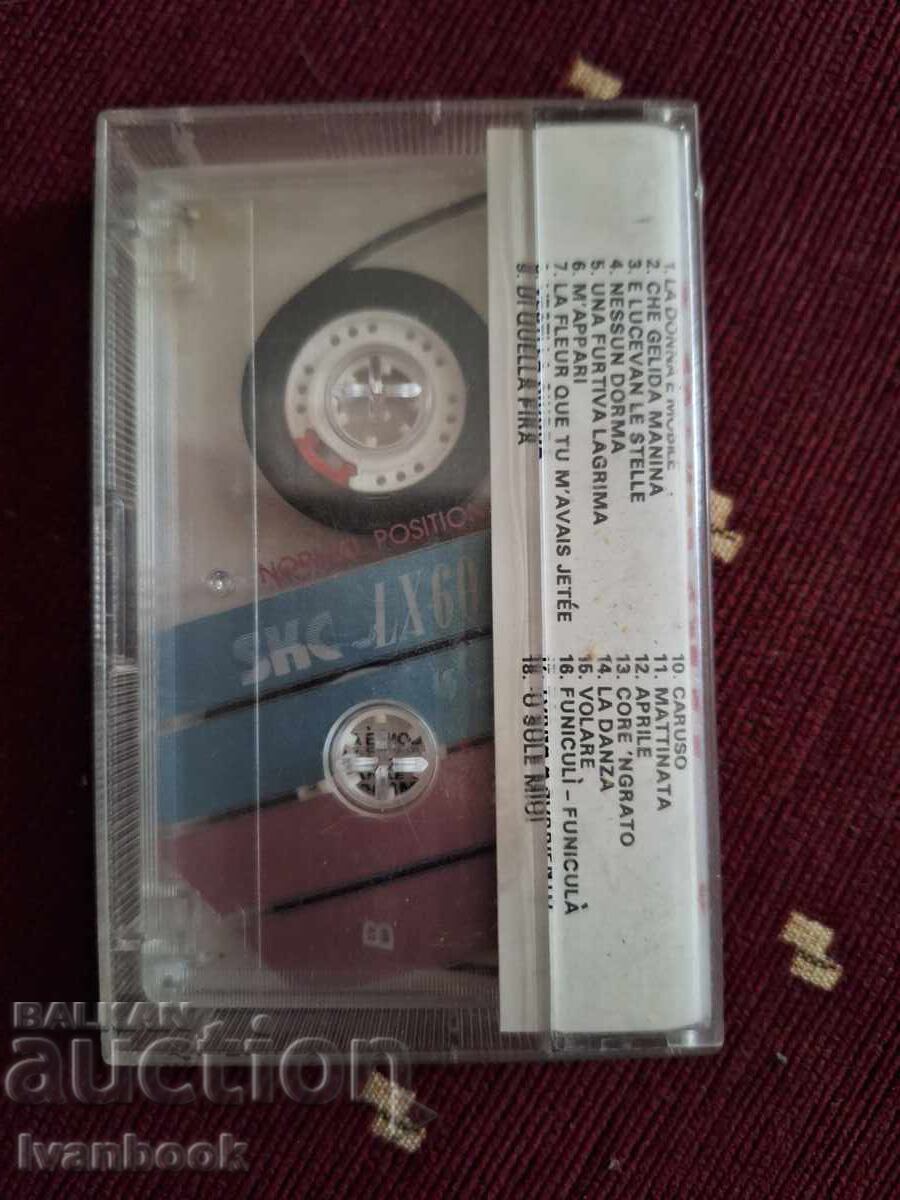 1. LA DONNA E MOBILE
2. CHE GELIDA MANINA
3. E LUCEVAN LE STELLE
4. NESSUN DORMA
5. UNA FURTIVA LAGRIMA
6. M'APPARI
7. LA FLEUR QUE TU M'AVAIS JETÉE
9. DI QUELLA PIRA
10. CARUSO
11. MATTINATA
12. APRILE
13. CORE 'NGRATO
14. LA DANZA
15. VOLARE
16. FUNICULÌ – FUNICULÀ
18. 'O SOLE MIO!
NORMAL POSITION
SKC LX60
BALKAN
auction
Ivanbook